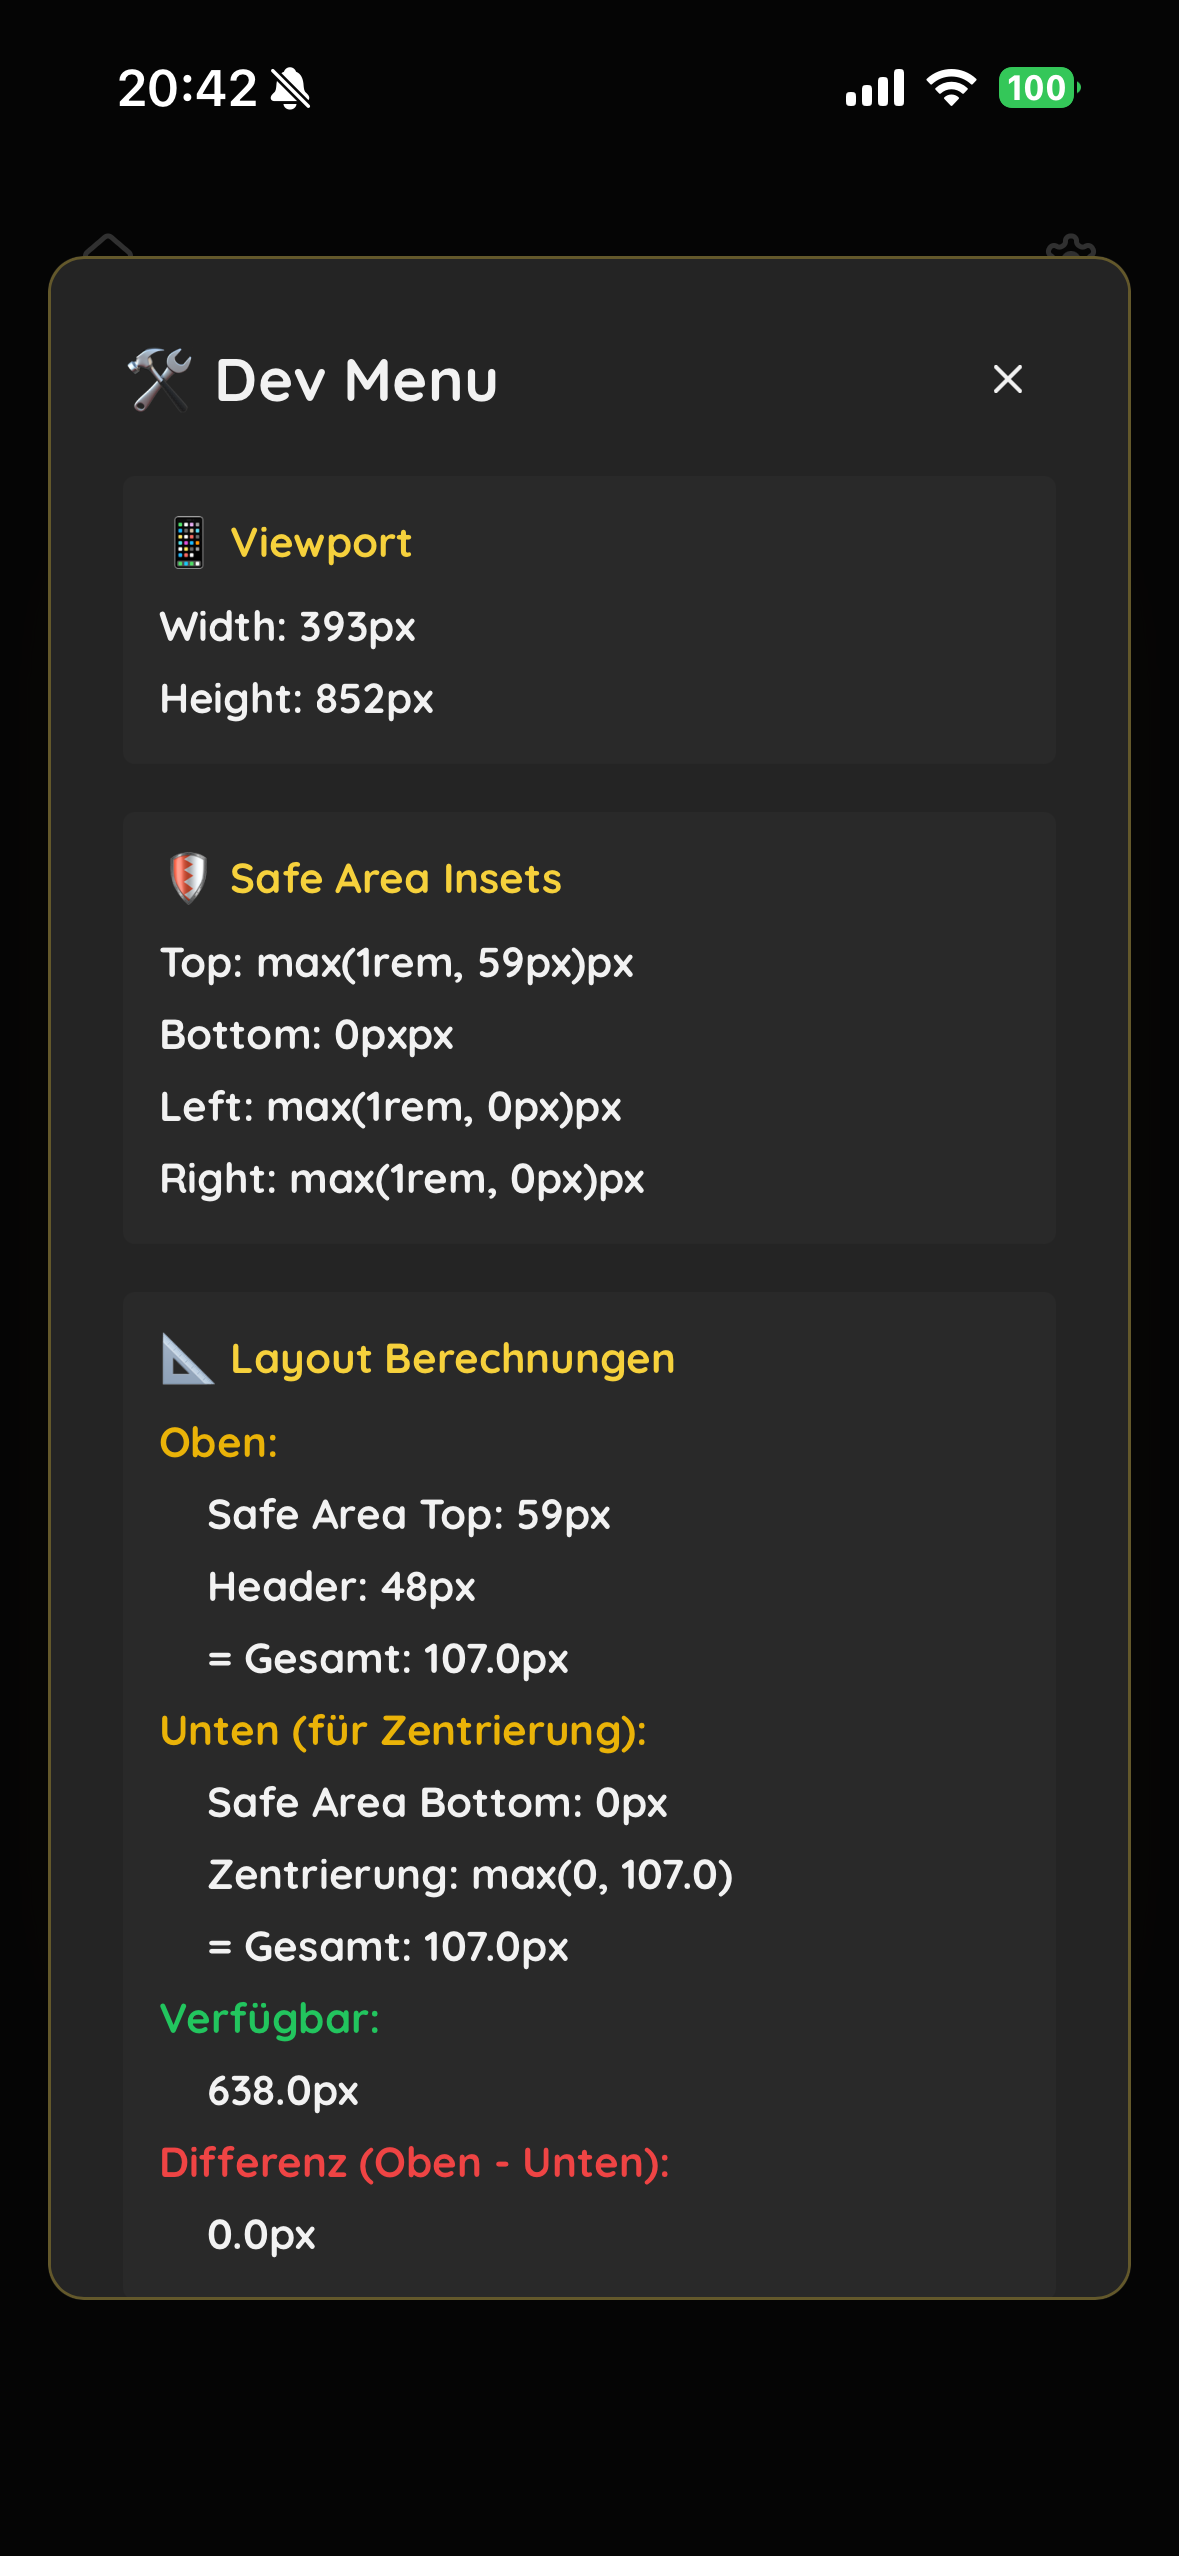 20:42
100
Dev Menu
Viewport
Width: 393px
Height: 852px
Safe Area Insets
Top: max(1rem, 59px)px
Bottom: 0pxpx
Left: max(1rem, 0px)px
Right: max(1rem, 0px)px
Layout Berechnungen
Oben:
Safe Area Top: 59px
Header: 48px
= Gesamt: 107.0px
Unten (für Zentrierung):
Safe Area Bottom: 0px
Zentrierung: max(0, 107.0)
= Gesamt: 107.0px
Verfügbar:
638.0px
Differenz (Oben - Unten):
0.0px